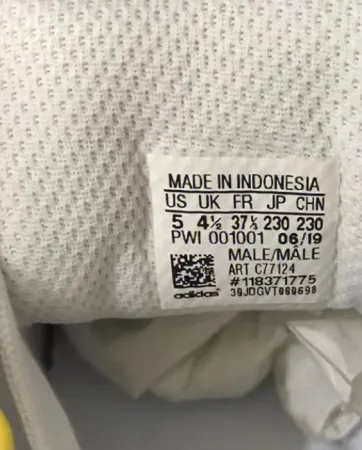 MADE IN INDONESIA
US UK FR JP CHN
5 4½ 37⅓ 230 230
PWI 001001 06/19
MALE/MÂLE
ART C77124
#118371775
adidas